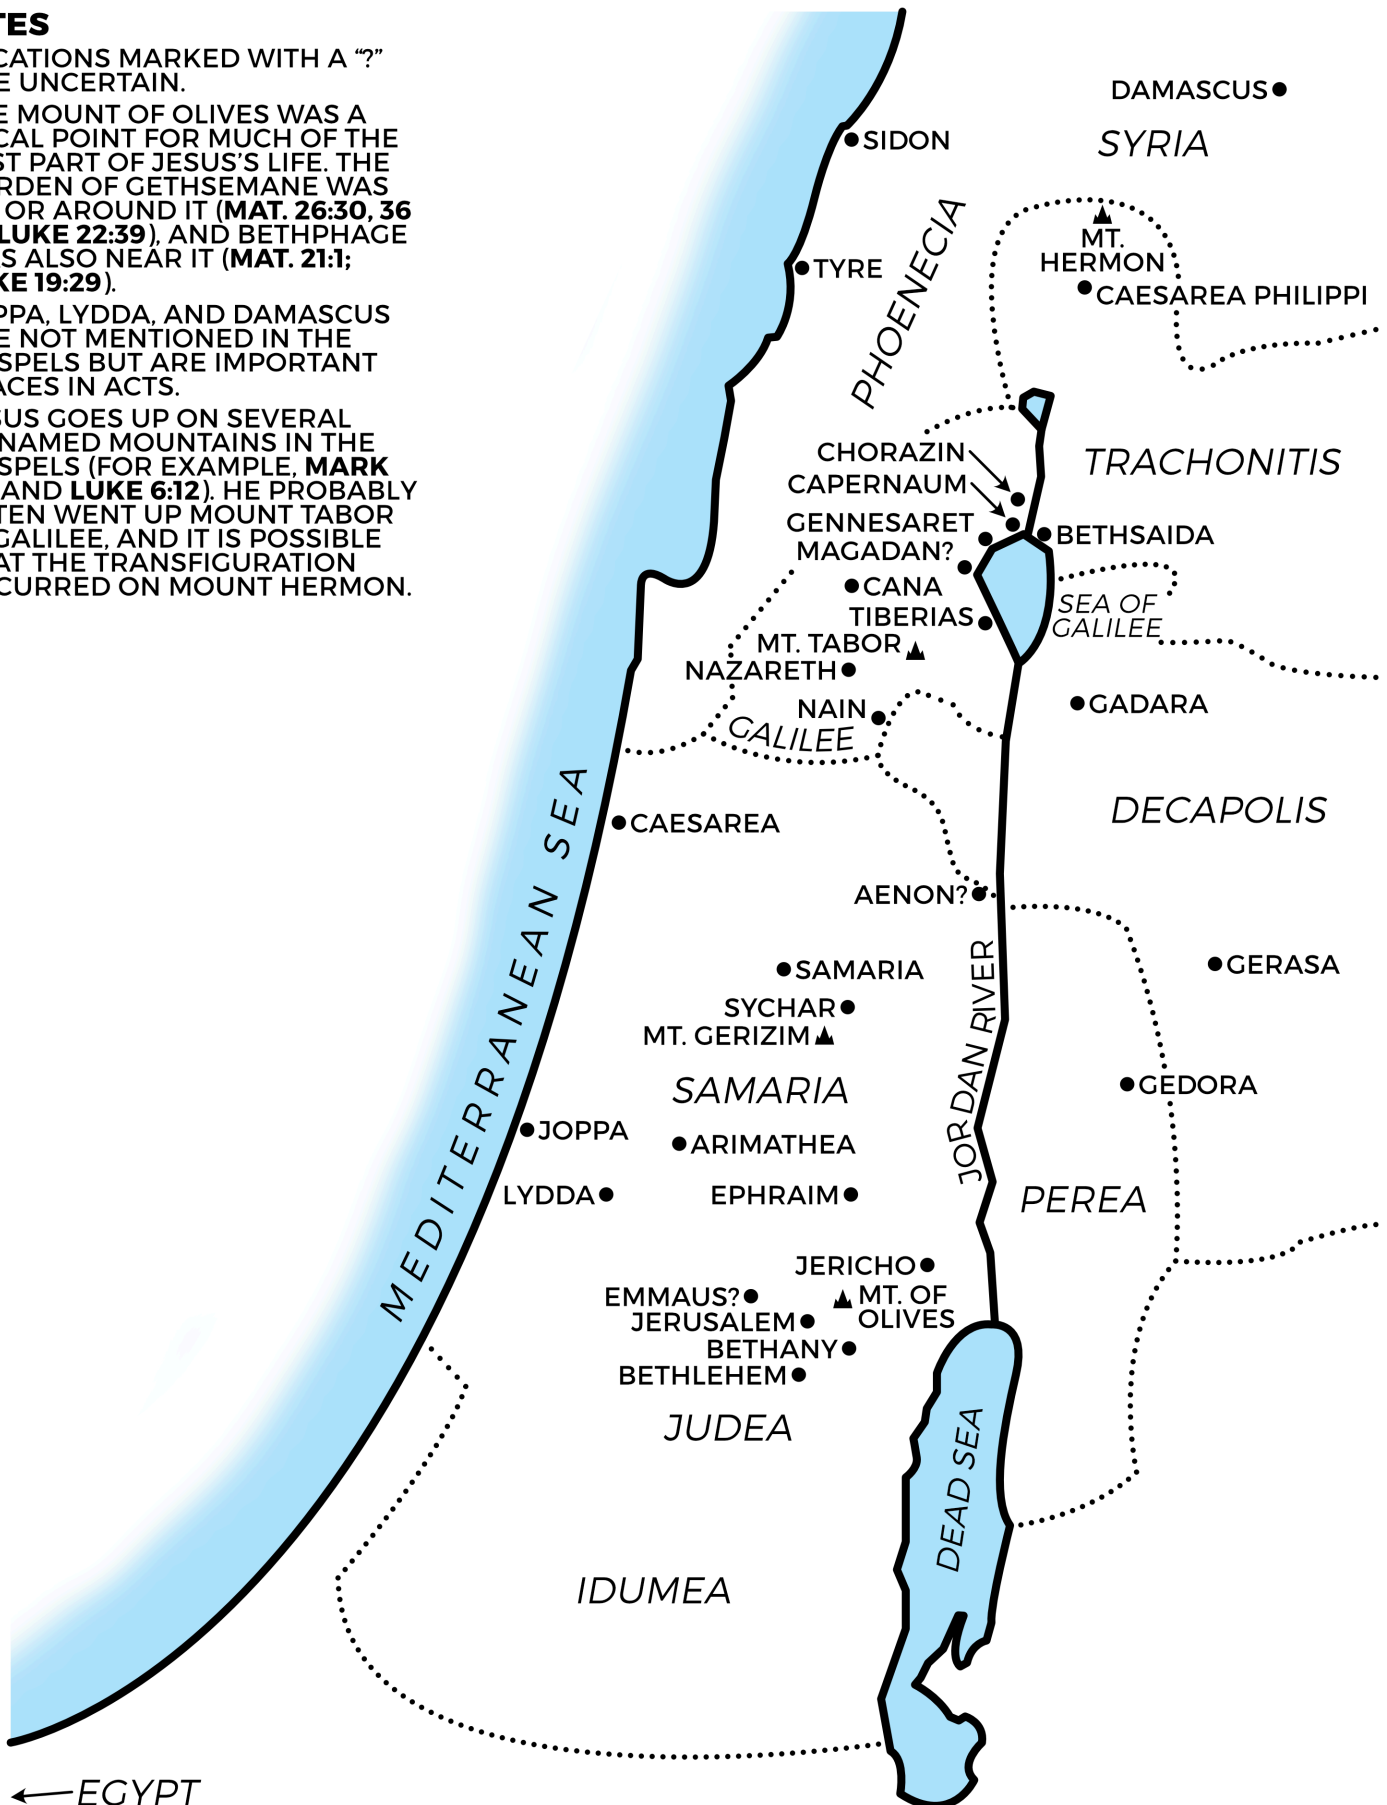 TES
CATIONS MARKED WITH A “?”
E UNCERTAIN.
E MOUNT OF OLIVES WAS A
CAL POINT FOR MUCH OF THE
ST PART OF JESUS’S LIFE. THE
RDEN OF GETHSEMANE WAS
OR AROUND IT (MAT. 26:30, 36
LUKE 22:39), AND BETHPHAGE
S ALSO NEAR IT (MAT. 21:1;
KE 19:29).
PPA, LYDDA, AND DAMASCUS
E NOT MENTIONED IN THE
SPELS BUT ARE IMPORTANT
ACES IN ACTS.
SUS GOES UP ON SEVERAL
NAMED MOUNTAINS IN THE
SPELS (FOR EXAMPLE, MARK
AND LUKE 6:12). HE PROBABLY
TEN WENT UP MOUNT TABOR
GALILEE, AND IT IS POSSIBLE
AT THE TRANSFIGURATION
CURRED ON MOUNT HERMON.
DAMASCUS
SYRIA
SIDON
PHOENECIA
MT.
HERMON
TYRE
CAESAREA PHILIPPI
CHORAZIN
TRACHONITIS
CAPERNAUM
GENNESARET
BETHSAIDA
MAGADAN?
CANA
SEA OF
GALILEE
TIBERIAS
MT. TABOR
NAZARETH
GADARA
NAIN
GALILEE
DECAPOLIS
CAESAREA
MEDITERRANEAN SEA
AENON?
JORDAN RIVER
GERASA
SAMARIA
SYCHAR
MT. GERIZIM
SAMARIA
GEDORA
JOPPA
ARIMATHEA
LYDDA
EPHRAIM
PEREA
JERICHO
EMMAUS?
MT. OF
OLIVES
JERUSALEM
BETHANY
BETHLEHEM
JUDEA
DEAD SEA
IDUMEA
EGYPT